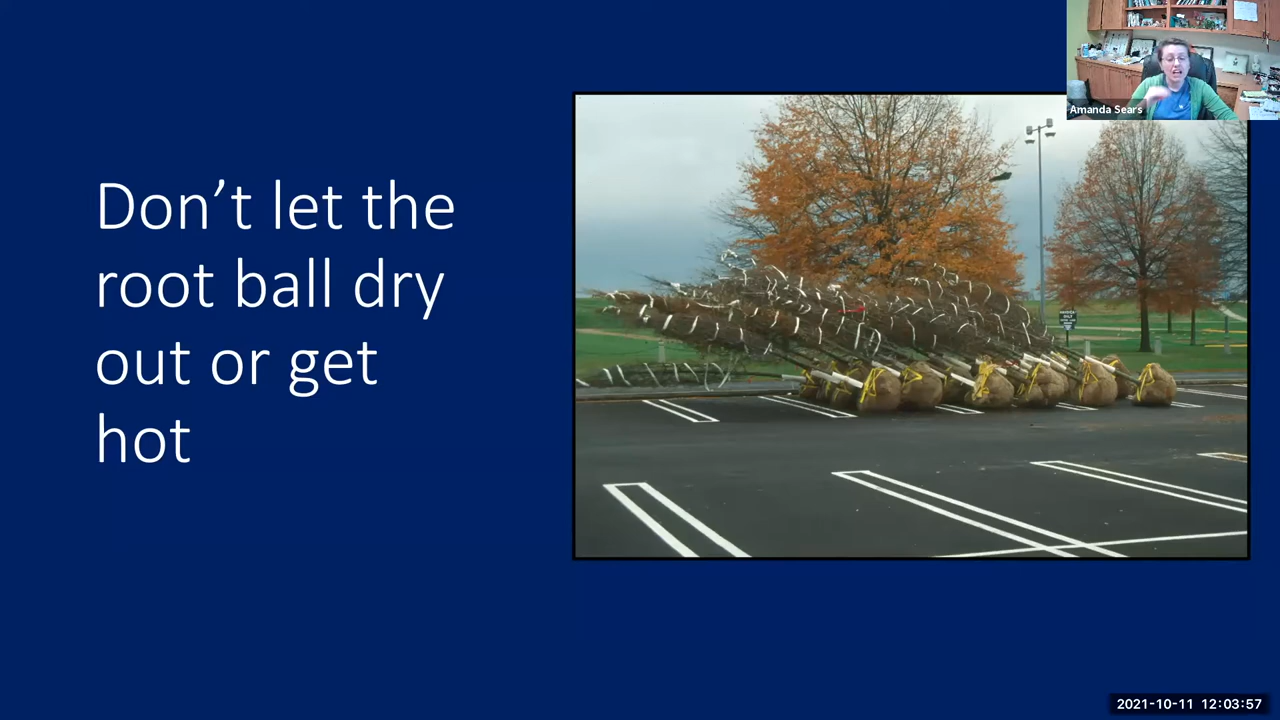 Amanda Sears
Don’t let the
root ball dry
out or get
hot
2021-10-11 12:03:57